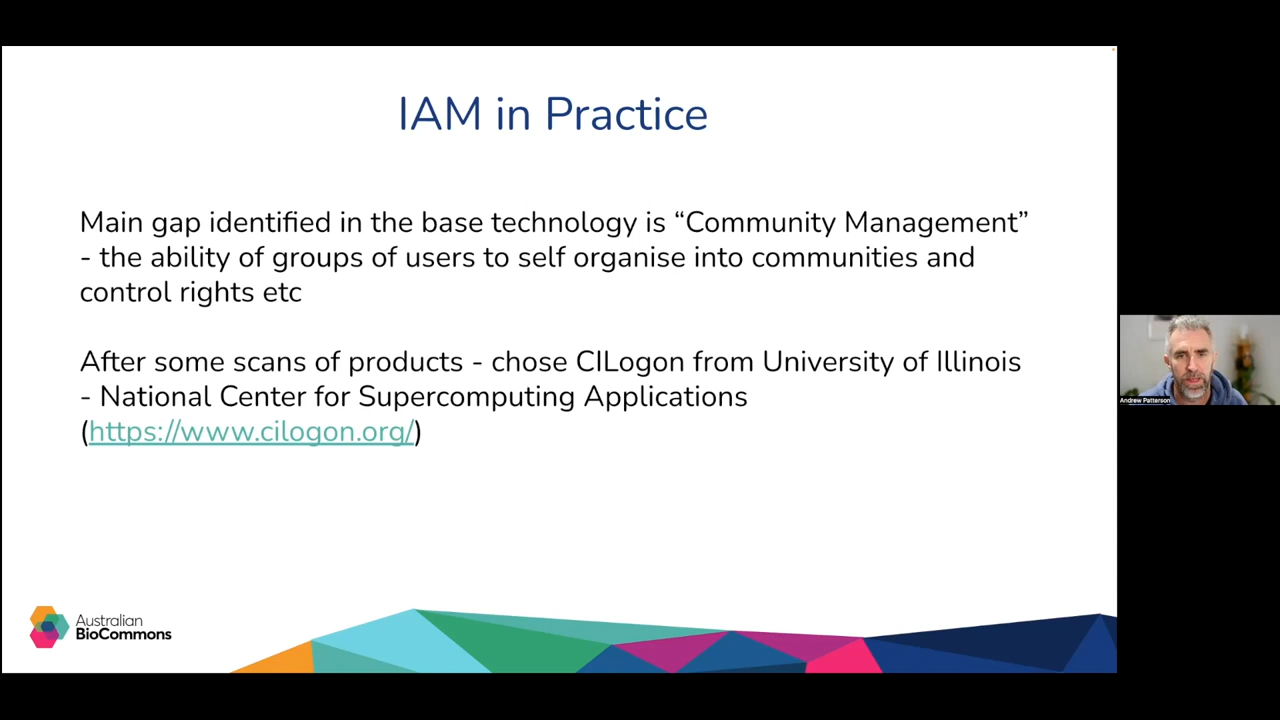 IAM in Practice
Main gap identified in the base technology is “Community Management”
- the ability of groups of users to self organise into communities and
control rights etc
After some scans of products - chose CILogon from University of Illinois
- National Center for Supercomputing Applications
(https://www.cilogon.org/)
Andrew Patterson
Australian
BioCommons